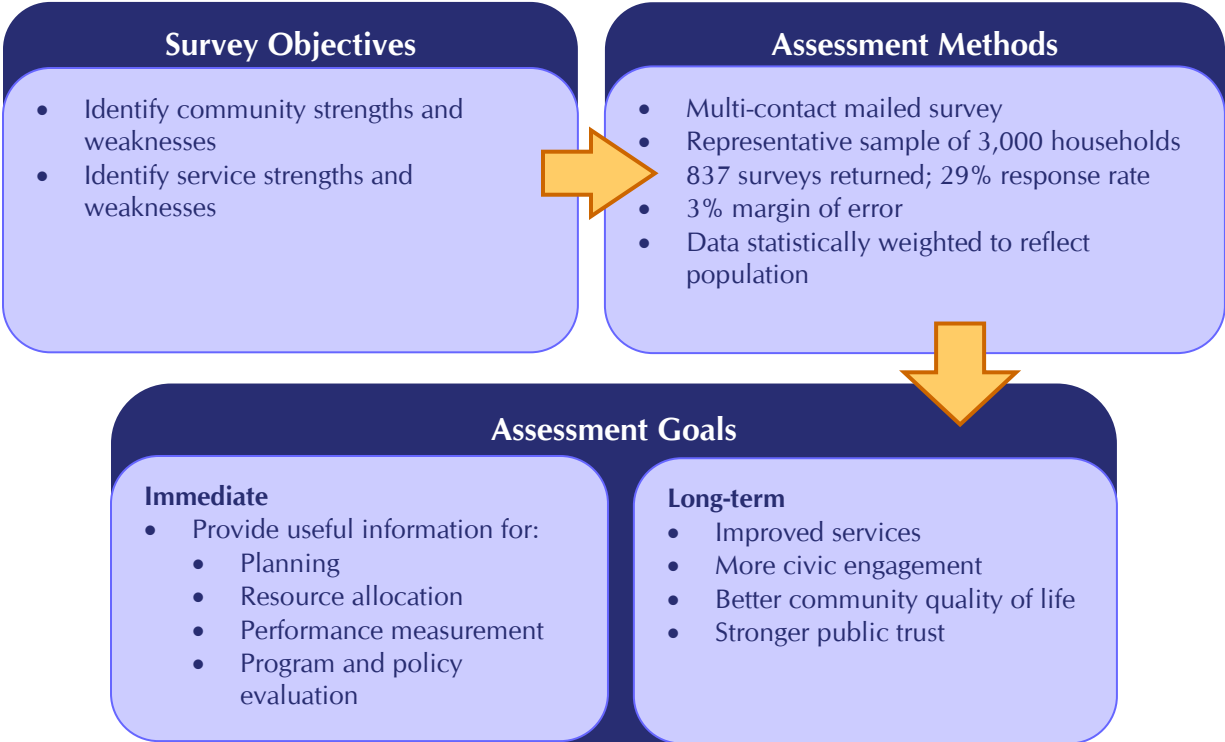 Survey Objectives
• Identify community strengths and
weaknesses
• Identify service strengths and
weaknesses
Assessment Methods
• Multi-contact mailed survey
• Representative sample of 3,000 households
837 surveys returned; 29% response rate
• 3% margin of error
• Data statistically weighted to reflect
population
Assessment Goals
Immediate
• Provide useful information for:
• Planning
• Resource allocation
• Performance measurement
• Program and policy
evaluation
Long-term
• Improved services
• More civic engagement
• Better community quality of life
• Stronger public trust